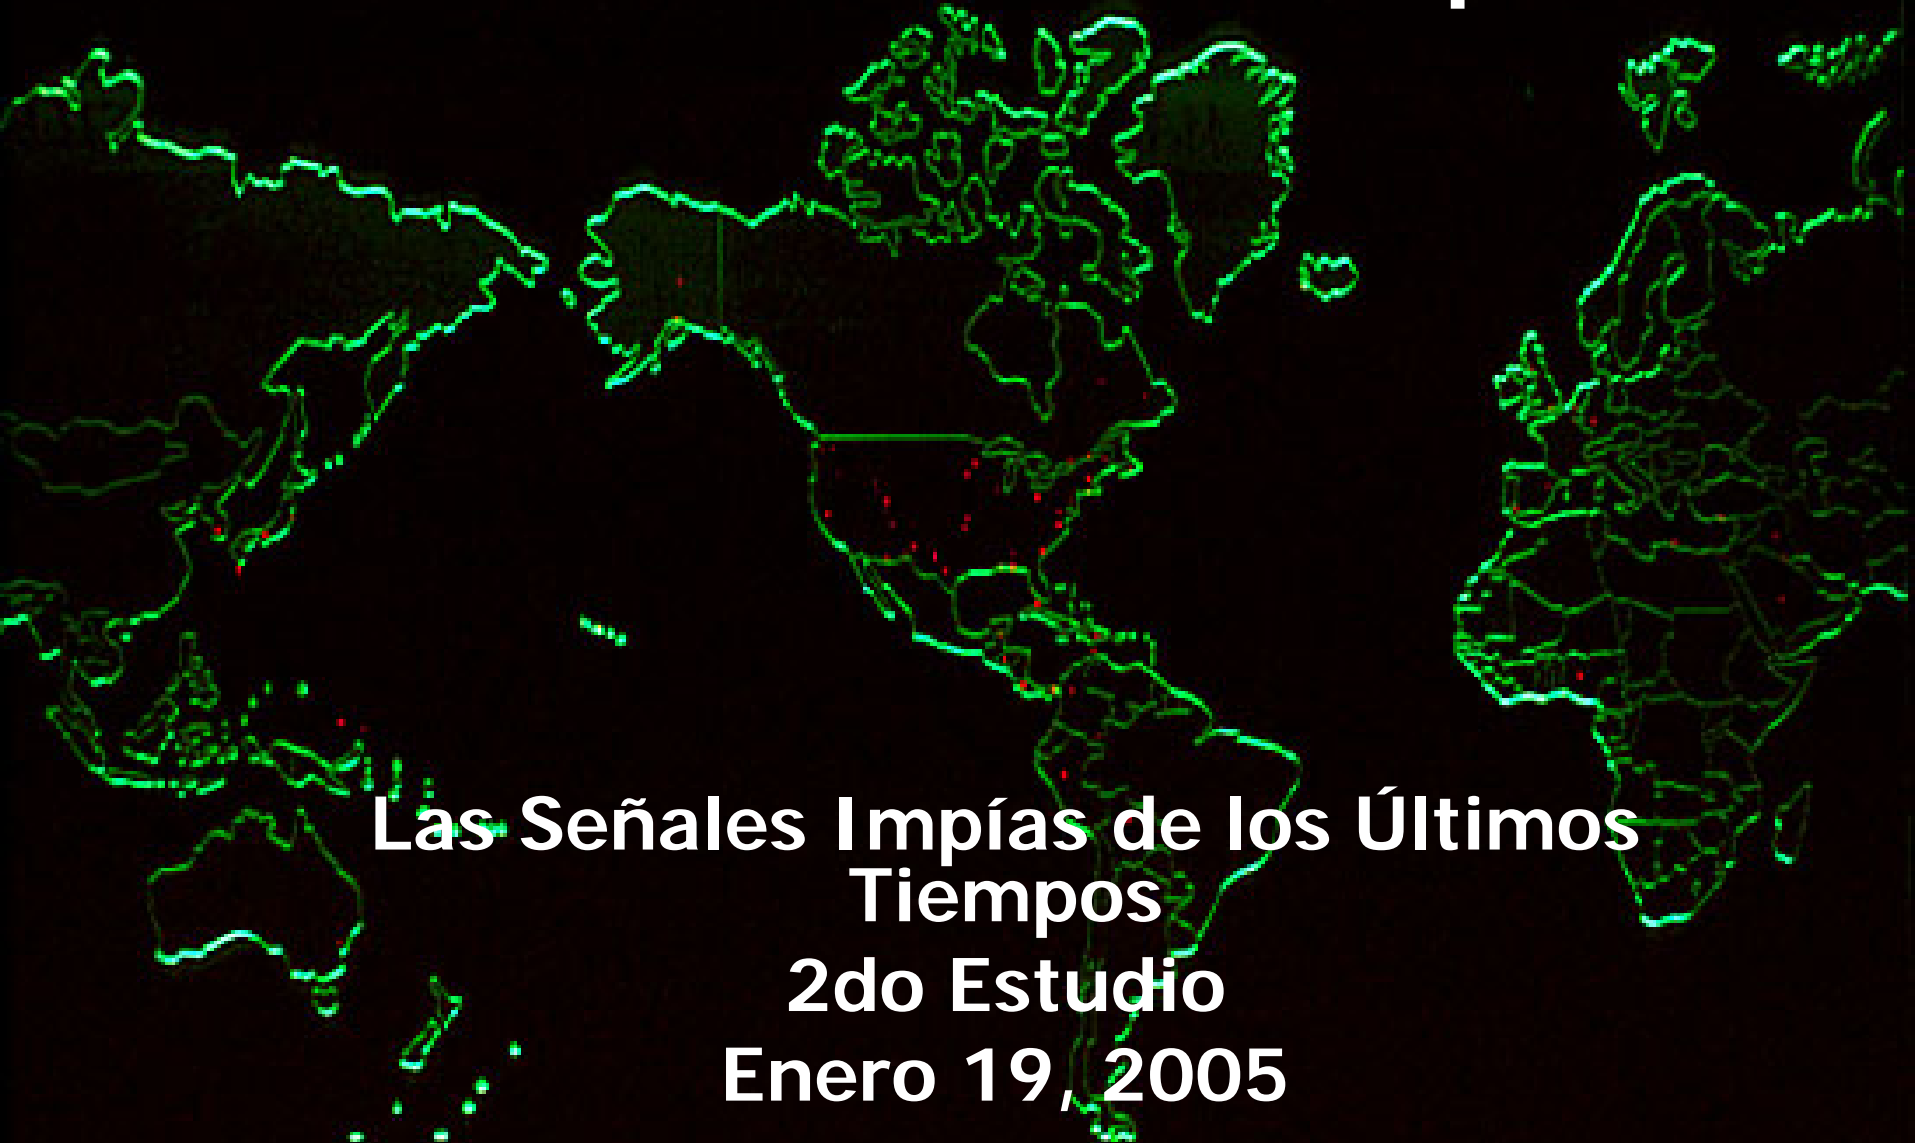 Las Señales Impías de los Últimos
Tiempos
2do Estudio
Enero 19, 2005